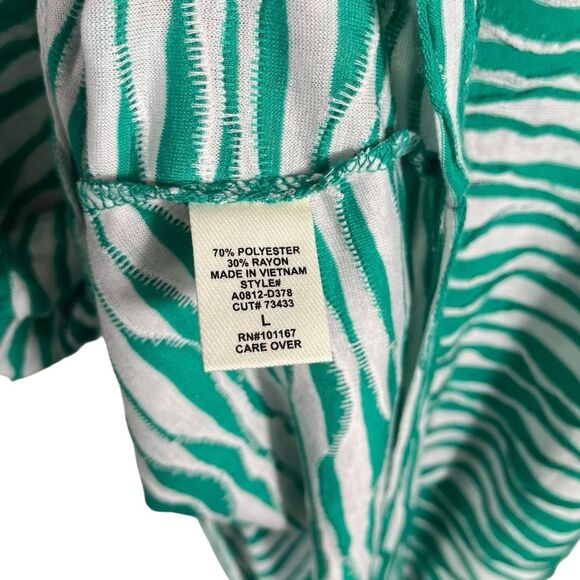 70% POLYESTER
30% RAYON
MADE IN VIETNAM
STYLE#
A0812-D378
CUT# 73433
L
RN#101167
CARE OVER